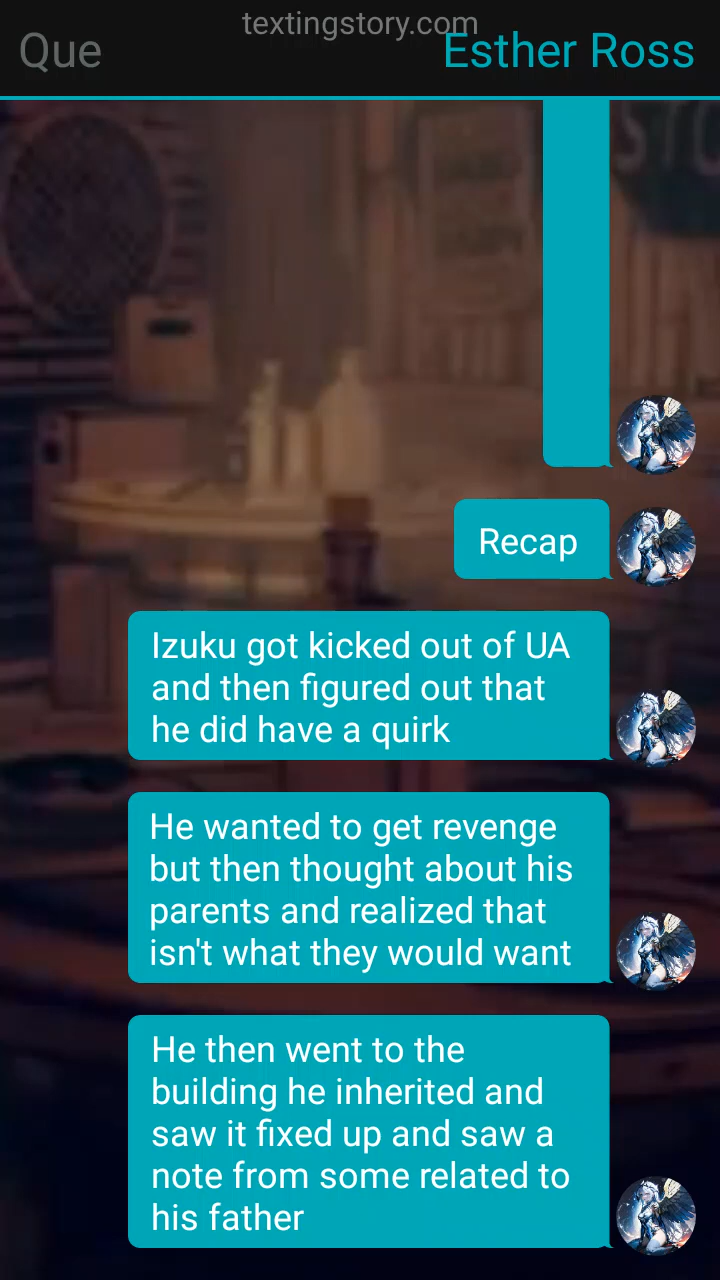 textingstory.com
Que
Esther Ross
STO
Recap
Izuku got kicked out of UA
and then figured out that
he did have a quirk
He wanted to get revenge
but then thought about his
parents and realized that
isn't what they would want
He then went to the
building he inherited and
saw it fixed up and saw a
note from some related to
his father